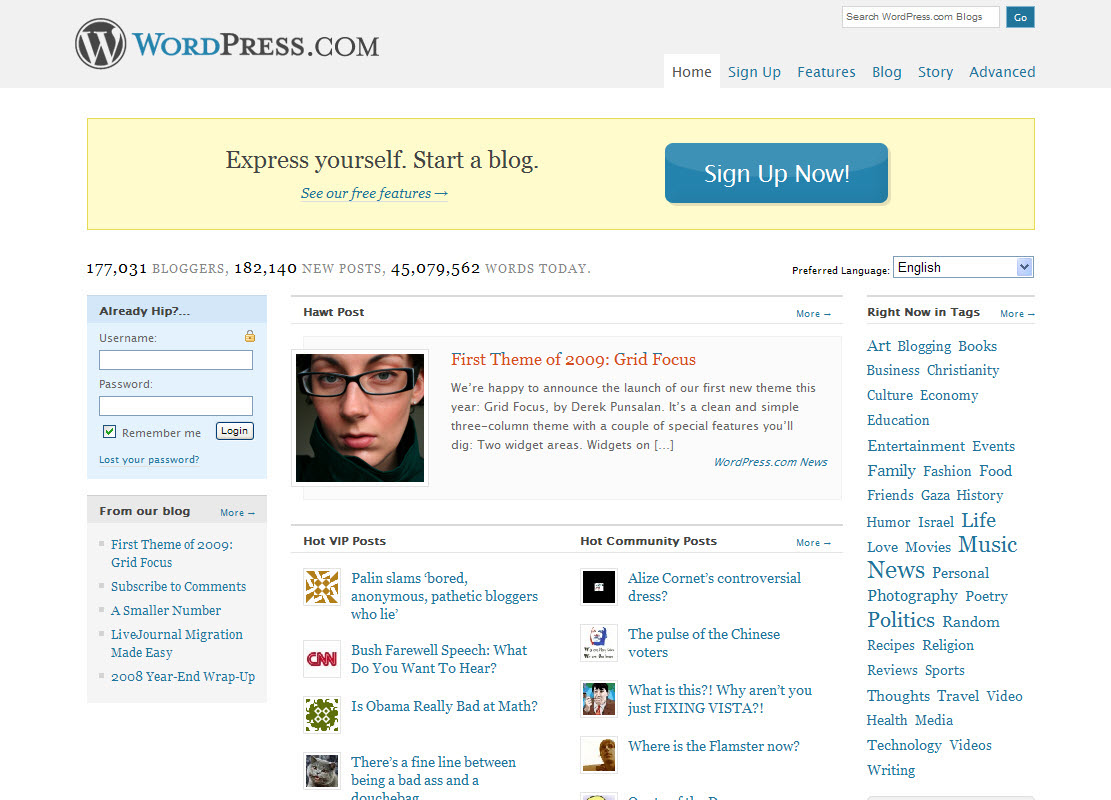 WORDPRESS.COM
Search WordPress.com Blogs
Go
Home Sign Up Features Blog Story Advanced
Express yourself. Start a blog.
See our free features →
Sign Up Now!
177,031 BLOGGERS, 182,140 NEW POSTS, 45,079,562 WORDS TODAY.
Preferred Language: English
Already Hip?...
Username:
Password:
Remember me Login
Lost your password?
From our blog More →
First Theme of 2009:
Grid Focus
Subscribe to Comments
A Smaller Number
LiveJournal Migration
Made Easy
2008 Year-End Wrap-Up
Hawt Post More →
First Theme of 2009: Grid Focus
We're happy to announce the launch of our first new theme this
year: Grid Focus, by Derek Punsalan. It's a clean and simple
three-column theme with a couple of special features you'll
dig: Two widget areas. Widgets on [...]
WordPress.com News
Hot VIP Posts
Palin slams 'bored,
anonymous, pathetic bloggers
who lie'
CNN
Bush Farewell Speech: What
Do You Want To Hear?
Is Obama Really Bad at Math?
There's a fine line between
being a bad ass and a
douchebag
Hot Community Posts More →
Alize Cornet's controversial
dress?
The pulse of the Chinese
voters
What is this?! Why aren't you
just FIXING VISTA?!
Where is the Flamster now?
Right Now in Tags More →
Art Blogging Books
Business Christianity
Culture Economy
Education
Entertainment Events
Family Fashion Food
Friends Gaza History
Humor Israel Life
Love Movies Music
News Personal
Photography Poetry
Politics Random
Recipes Religion
Reviews Sports
Thoughts Travel Video
Health Media
Technology Videos
Writing